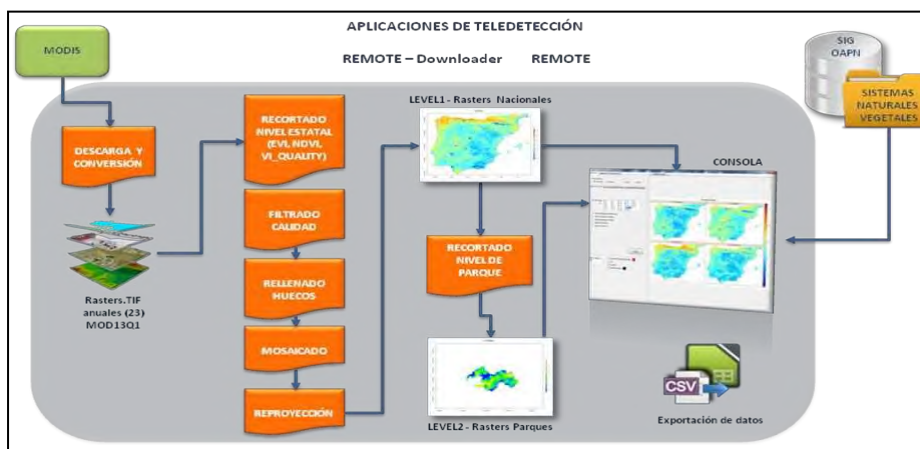 APLICACIONES DE TELEDETECCIÓN
REMOTE – Downloader REMOTE
MODIS
DESCARGA Y
CONVERSIÓN
Rasters.TIF
anuales (23)
MOD13Q1
RECORTADO
NIVEL ESTATAL
(EVI, NDVI,
VI_QUALITY)
FILTRADO
CALIDAD
RELLENADO
HUECOS
MOSAICADO
REPROYECCIÓN
LEVEL1 - Rasters Nacionales
RECORTADO
NIVEL DE
PARQUE
LEVEL2 - Rasters Parques
CONSOLA
SIG
OAPN
SISTEMAS
NATURALES
VEGETALES
CSV
Exportación de datos